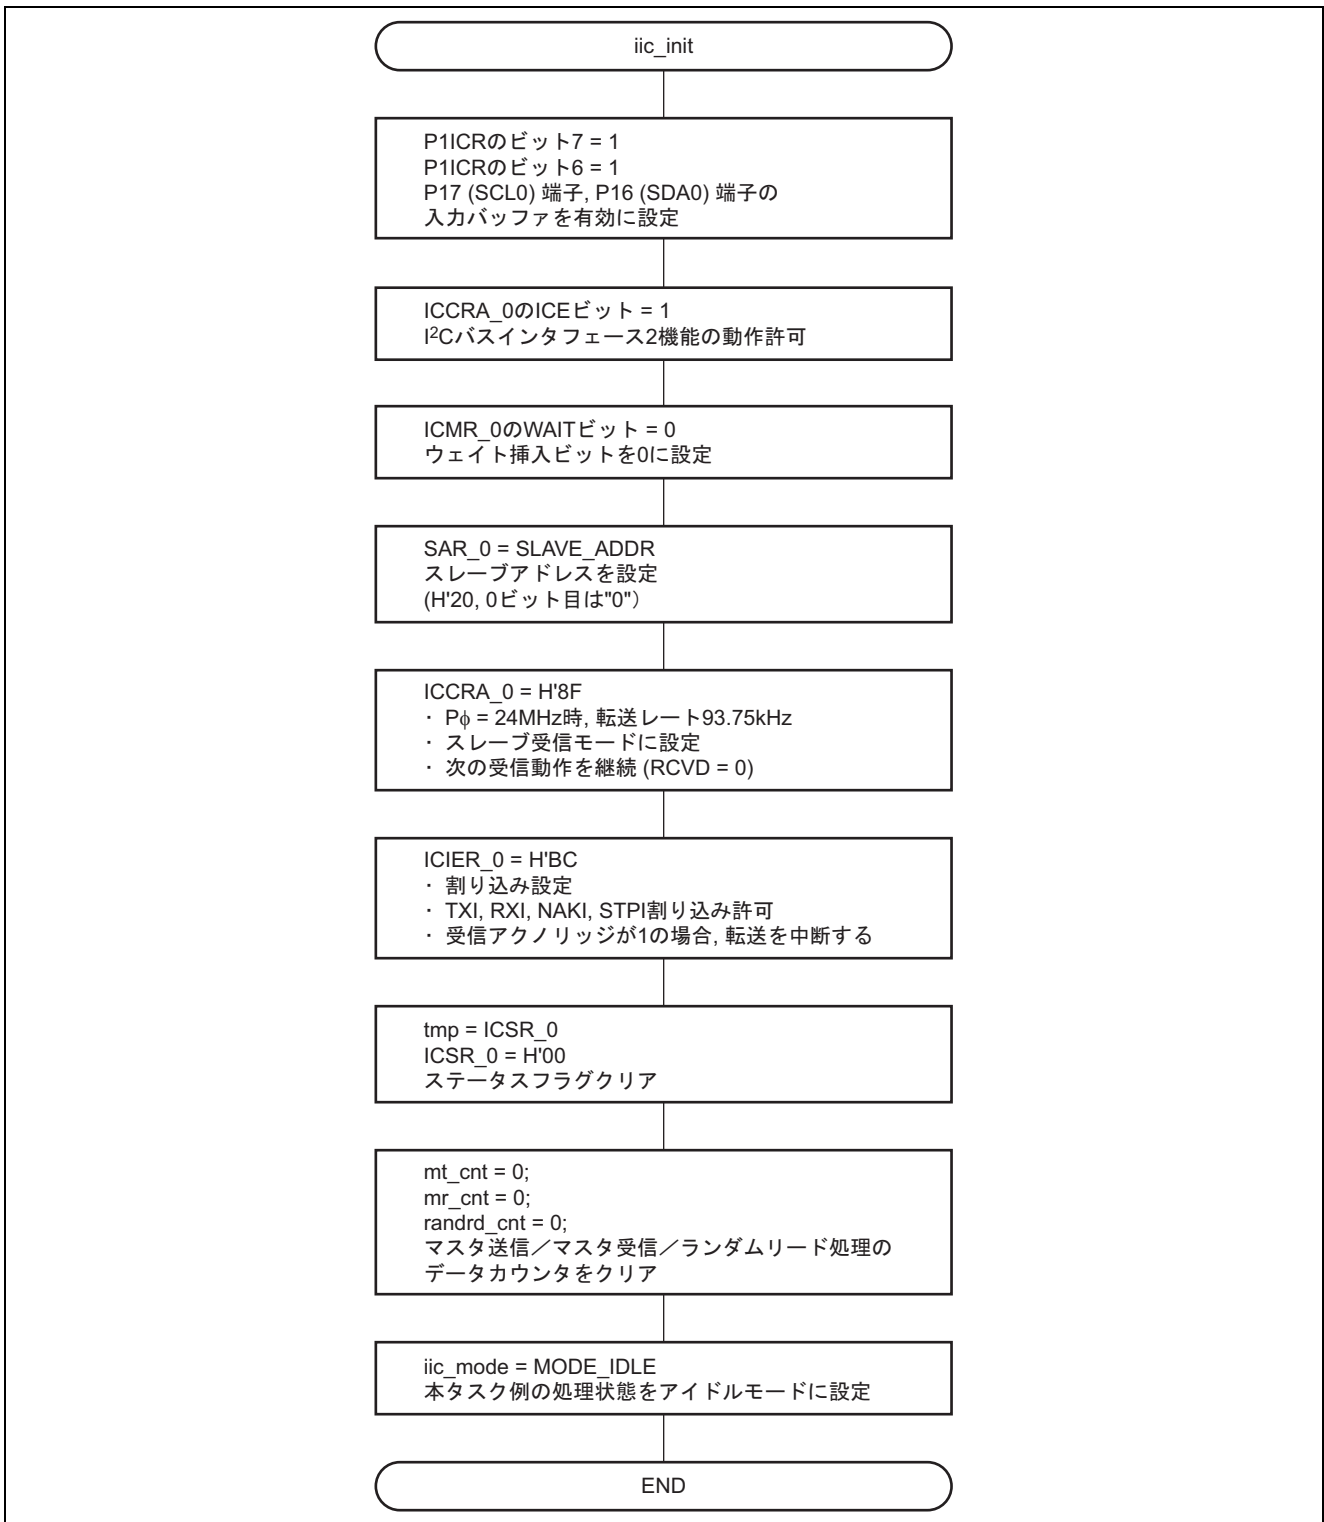 iic_init
P1ICRのビット7 = 1
P1ICRのビット6 = 1
P17 (SCL0) 端子, P16 (SDA0) 端子の
入力バッファを有効に設定
ICCRA_0のICEビット = 1
I²Cバスインタフェース2機能の動作許可
ICMR_0のWAITビット = 0
ウェイト挿入ビットを0に設定
SAR_0 = SLAVE_ADDR
スレーブアドレスを設定
(H'20, 0ビット目は"0"）
ICCRA_0 = H'8F
· Pφ = 24MHz時, 転送レート93.75kHz
· スレーブ受信モードに設定
· 次の受信動作を継続 (RCVD = 0)
ICIER_0 = H'BC
· 割り込み設定
· TXI, RXI, NAKI, STPI割り込み許可
· 受信アクノリッジが1の場合, 転送を中断する
tmp = ICSR_0
ICSR_0 = H'00
ステータスフラグクリア
mt_cnt = 0;
mr_cnt = 0;
randrd_cnt = 0;
マスタ送信／マスタ受信／ランダムリード処理の
データカウンタをクリア
iic_mode = MODE_IDLE
本タスク例の処理状態をアイドルモードに設定
END